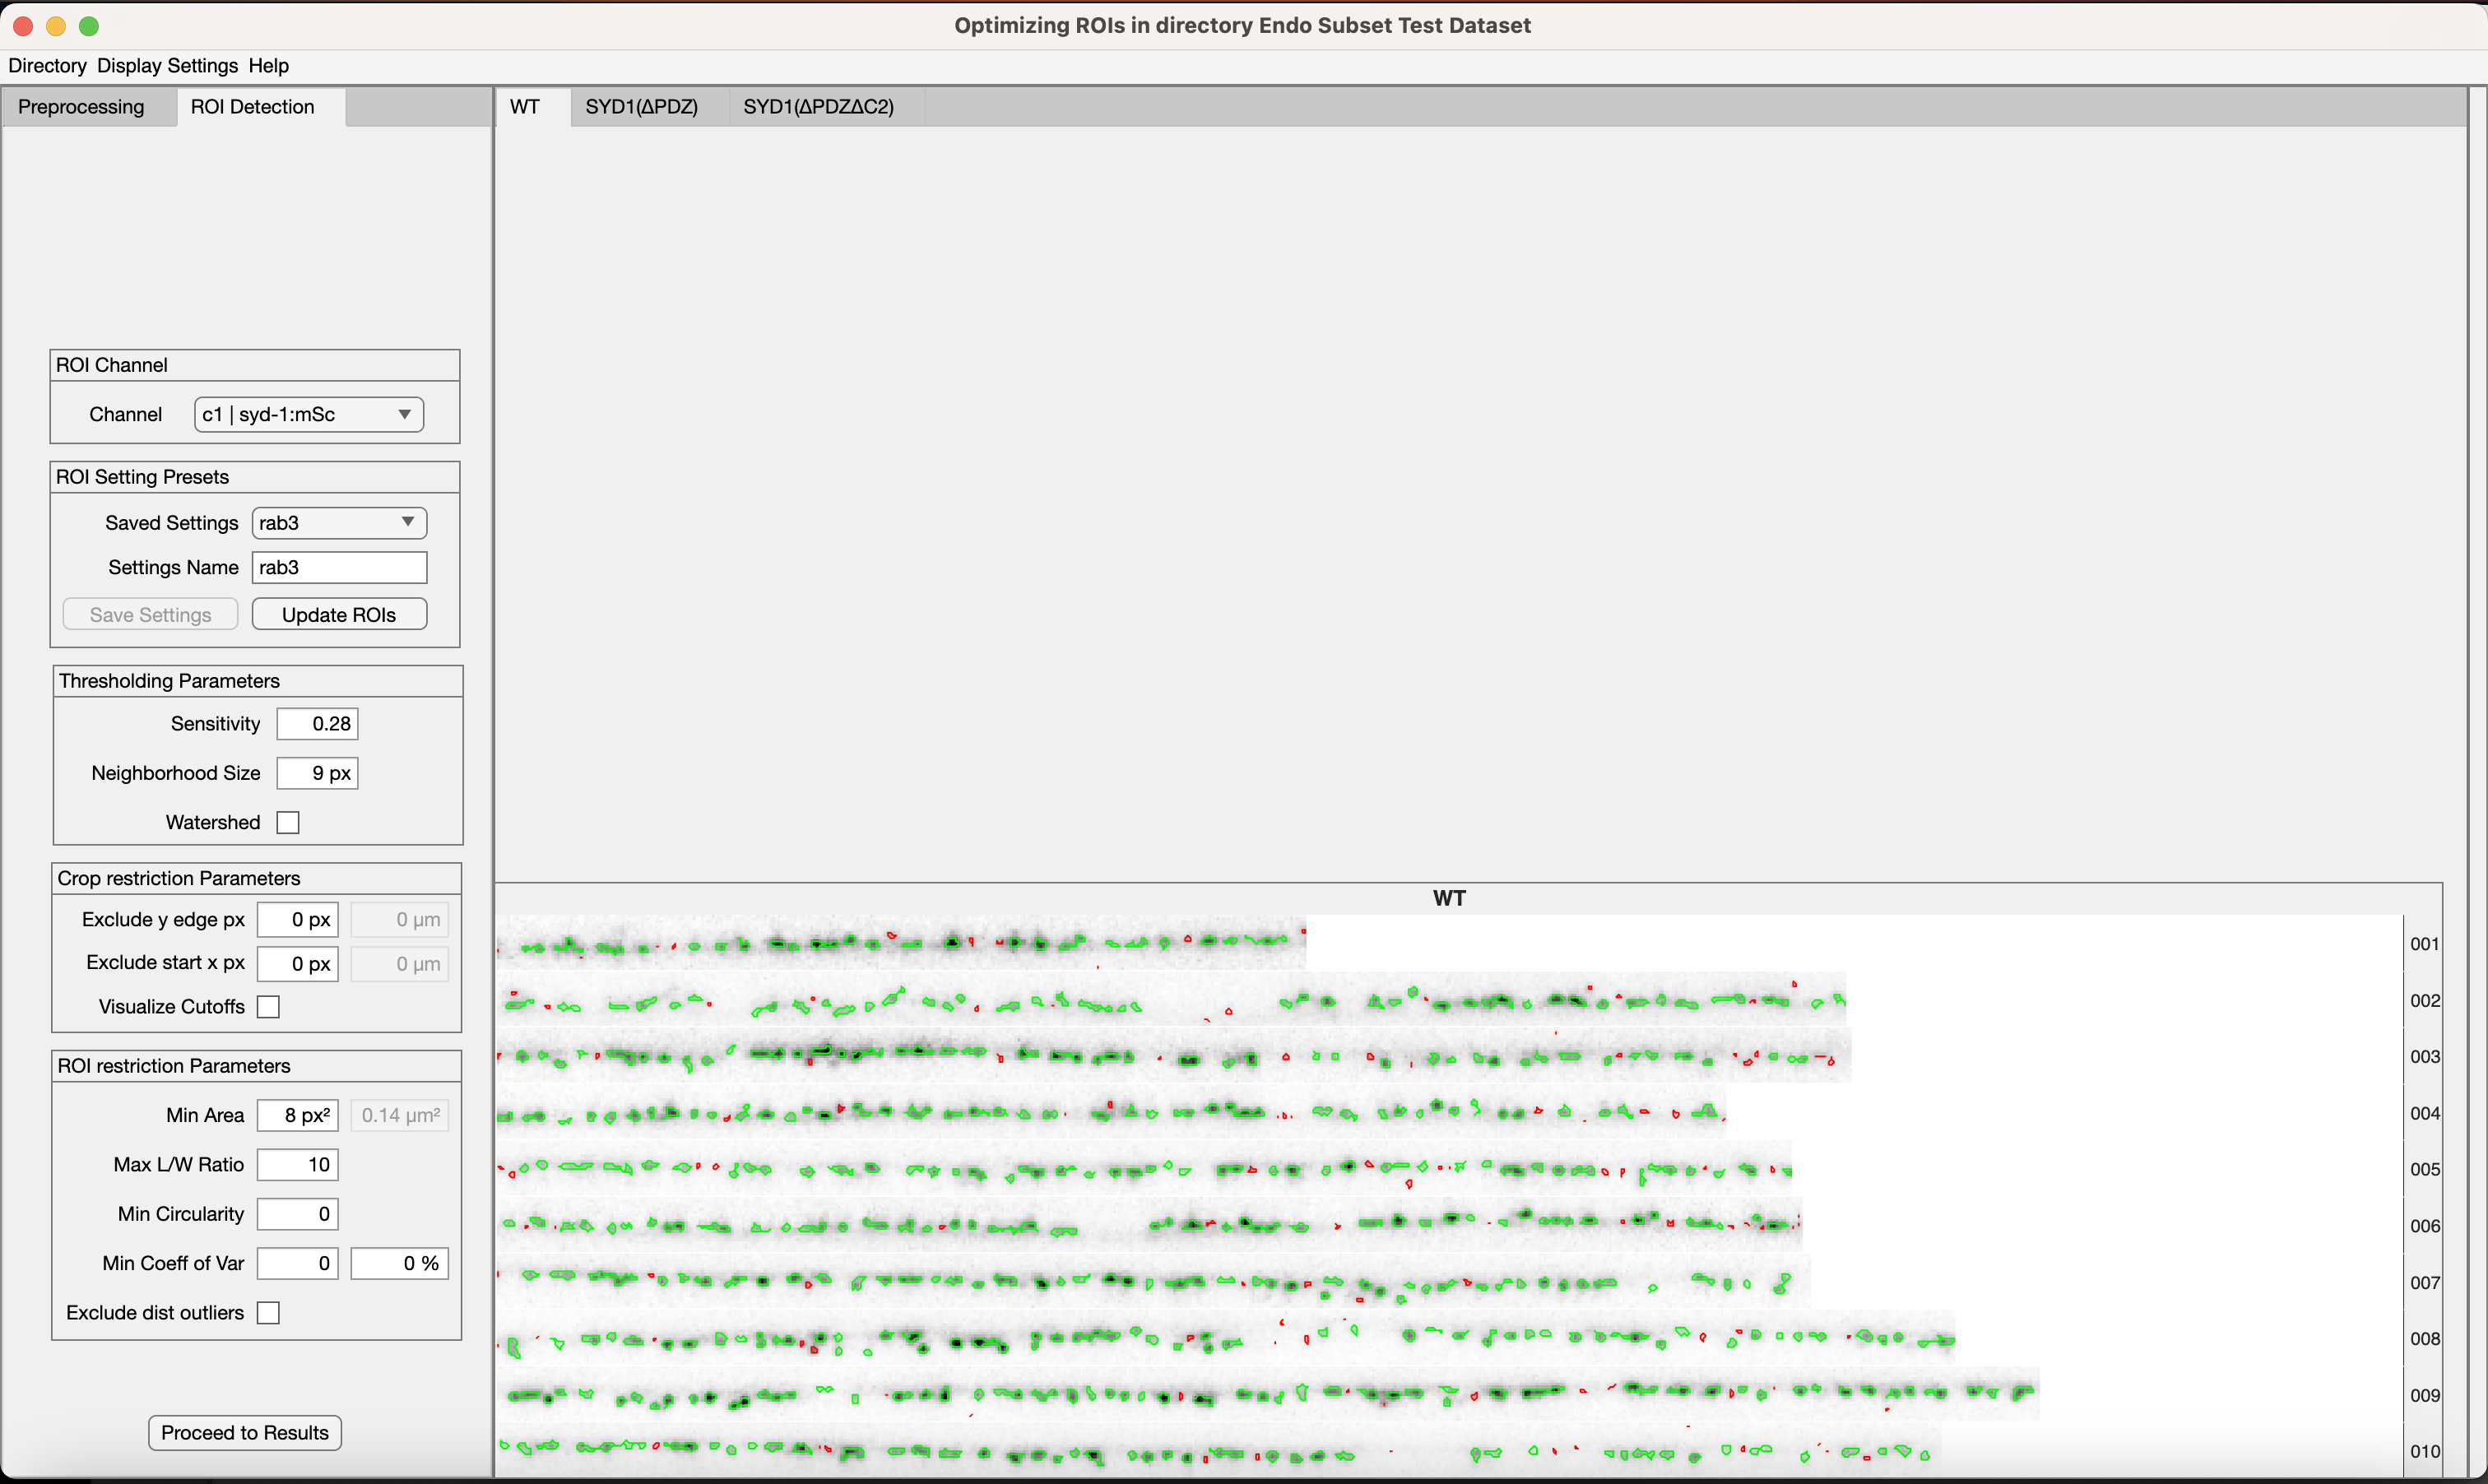 Optimizing ROIs in directory Endo Subset Test Dataset
Directory Display Settings Help
Preprocessing ROI Detection
WT SYD1(ΔPDZ) SYD1(ΔPDZΔC2)
ROI Channel
Channel c1 | syd-1:mSc
ROI Setting Presets
Saved Settings rab3
Settings Name rab3
Save Settings Update ROIs
Thresholding Parameters
Sensitivity 0.28
Neighborhood Size 9 px
Watershed
Crop restriction Parameters
Exclude y edge px 0 px 0 μm
Exclude start x px 0 px 0 μm
Visualize Cutoffs
ROI restriction Parameters
Min Area 8 px² 0.14 μm²
Max L/W Ratio 10
Min Circularity 0
Min Coeff of Var 0 0 %
Exclude dist outliers
Proceed to Results
WT
001
002
003
004
005
006
007
008
009
010